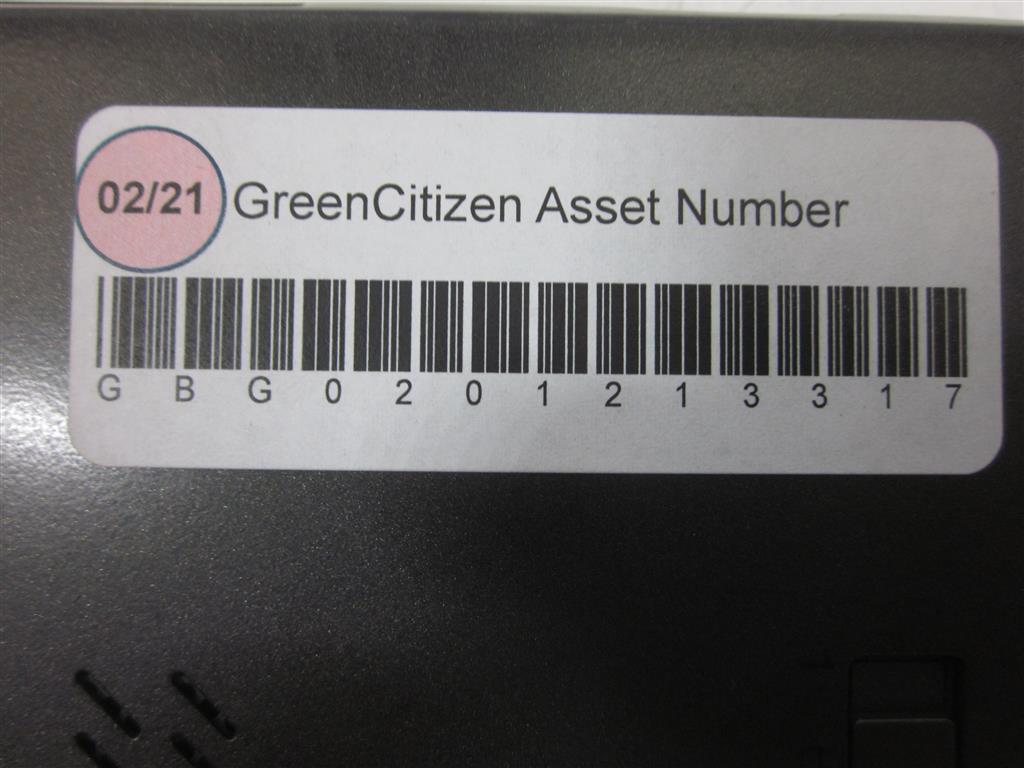 02/21 GreenCitizen Asset Number
G B G 0 2 0 1 2 1 3 3 1 7